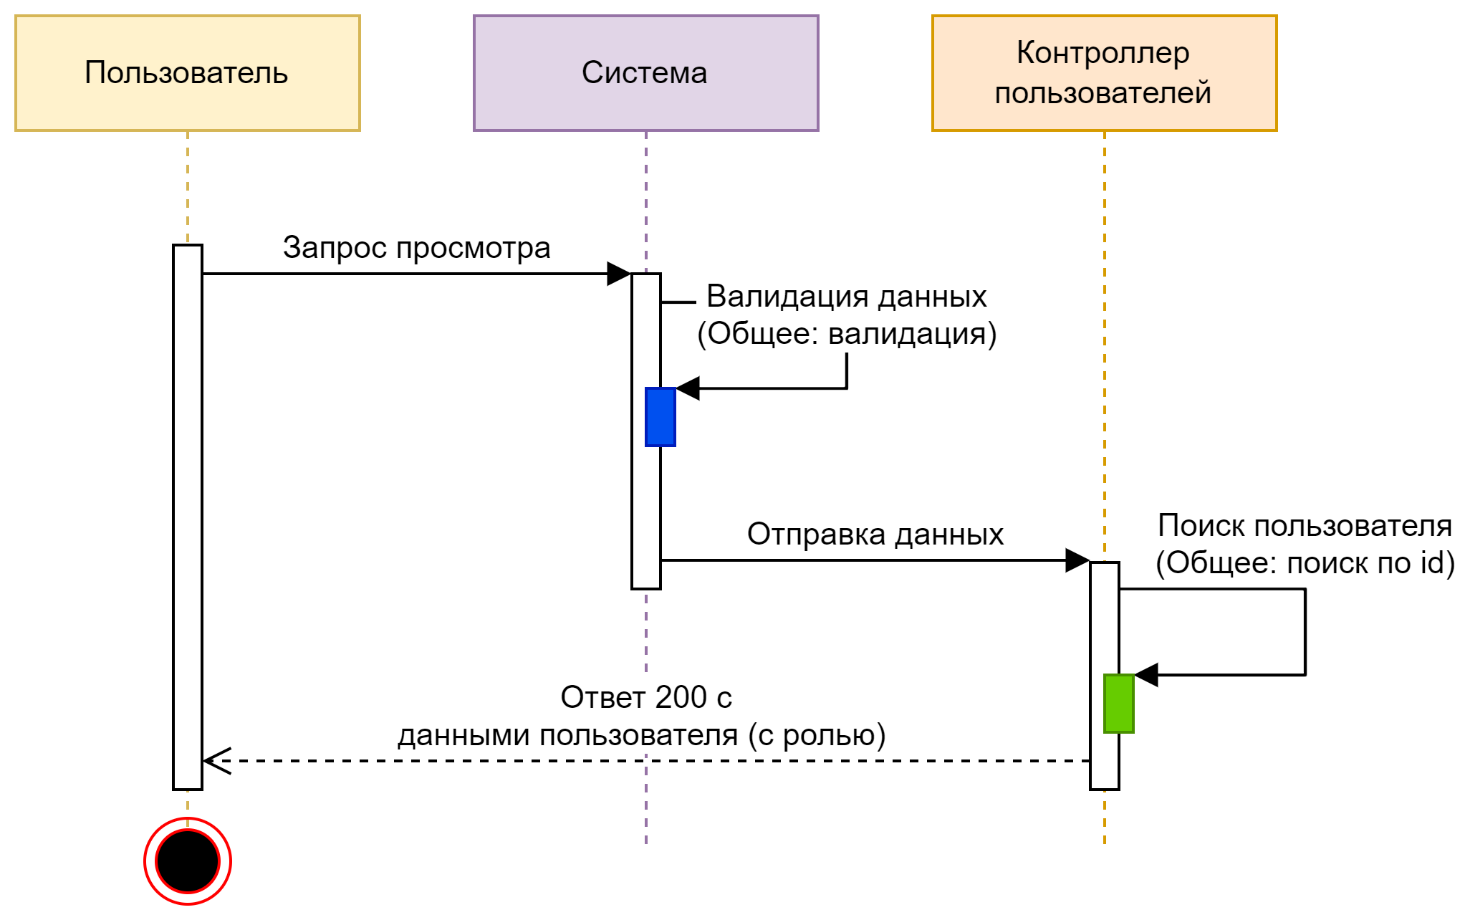 Пользователь
Система
Контроллер
пользователей
Запрос просмотра
Валидация данных
(Общее: валидация)
Отправка данных
Поиск пользователя
(Общее: поиск по id)
Ответ 200 с
данными пользователя (с ролью)